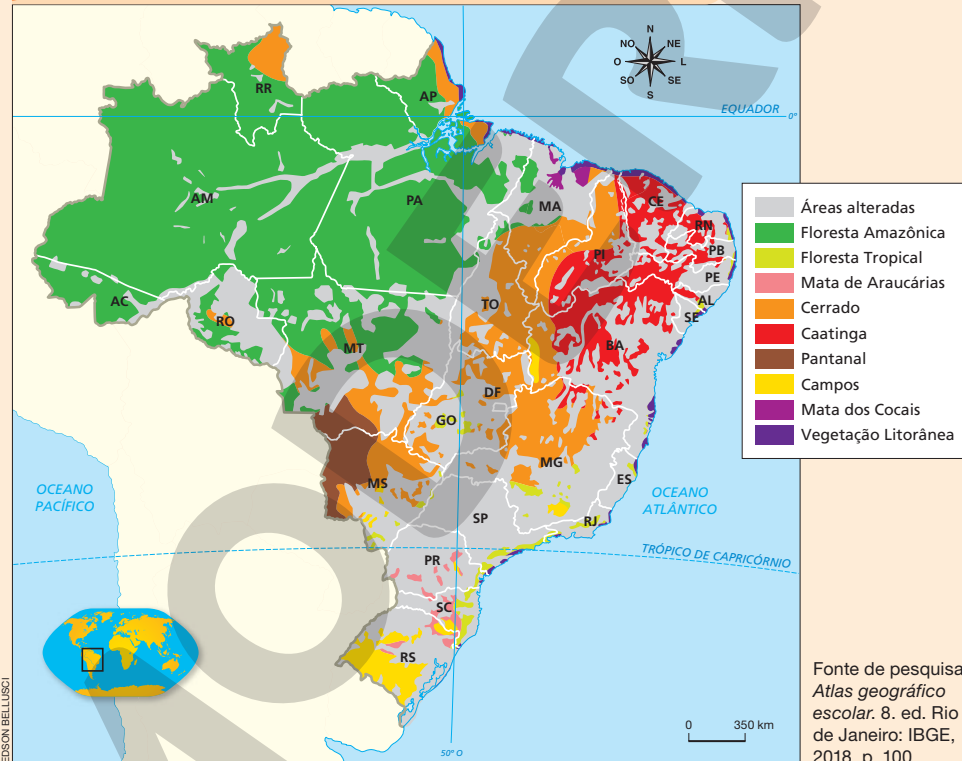 N
NO
NE
O
L
SO
SE
S
RR
AP
EQUADOR
0°
AM
PA
MA
CE
RN
PB
PE
AL
SE
PI
AC
RO
TO
BA
MT
DF
GO
MG
ES
MS
SP
RJ
PR
SC
RS
OCEANO
PACÍFICO
OCEANO
ATLÂNTICO
TRÓPICO DE CAPRICÓRNIO
50° O
0 350 km
Áreas alteradas
Floresta Amazônica
Floresta Tropical
Mata de Araucárias
Cerrado
Caatinga
Pantanal
Campos
Mata dos Cocais
Vegetação Litorânea
EDSON BELLUSCI
Fonte de pesquisa
Atlas geográfico
escolar. 8. ed. Rio
de Janeiro: IBGE,
2018. p. 100